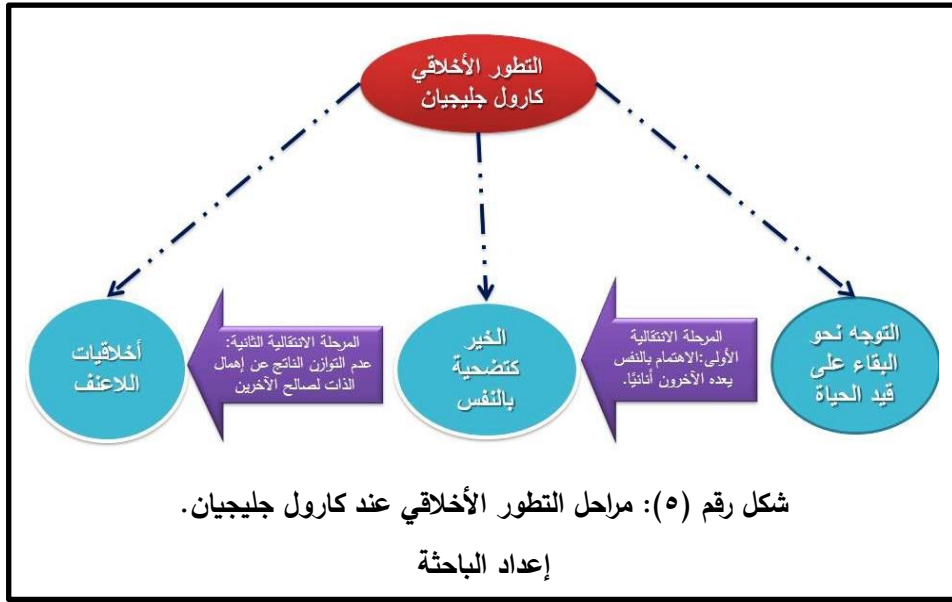 التطور الأخلاقي
كارول جليجيان
التوجه نحو
البقاء على
قيد الحياة
المرحلة الانتقالية
الأولى:الاهتمام بالنفس
يعده الآخرون أنانيًا.
الخير
كتضحية
بالنفس
المرحلة الانتقالية الثانية:
عدم التوازن الناتج عن إهمال
الذات لصالح الآخرين
أخلاقيات
اللاعنف
شكل رقم (٥): مراحل التطور الأخلاقي عند كارول جليجيان.
إعداد الباحثة